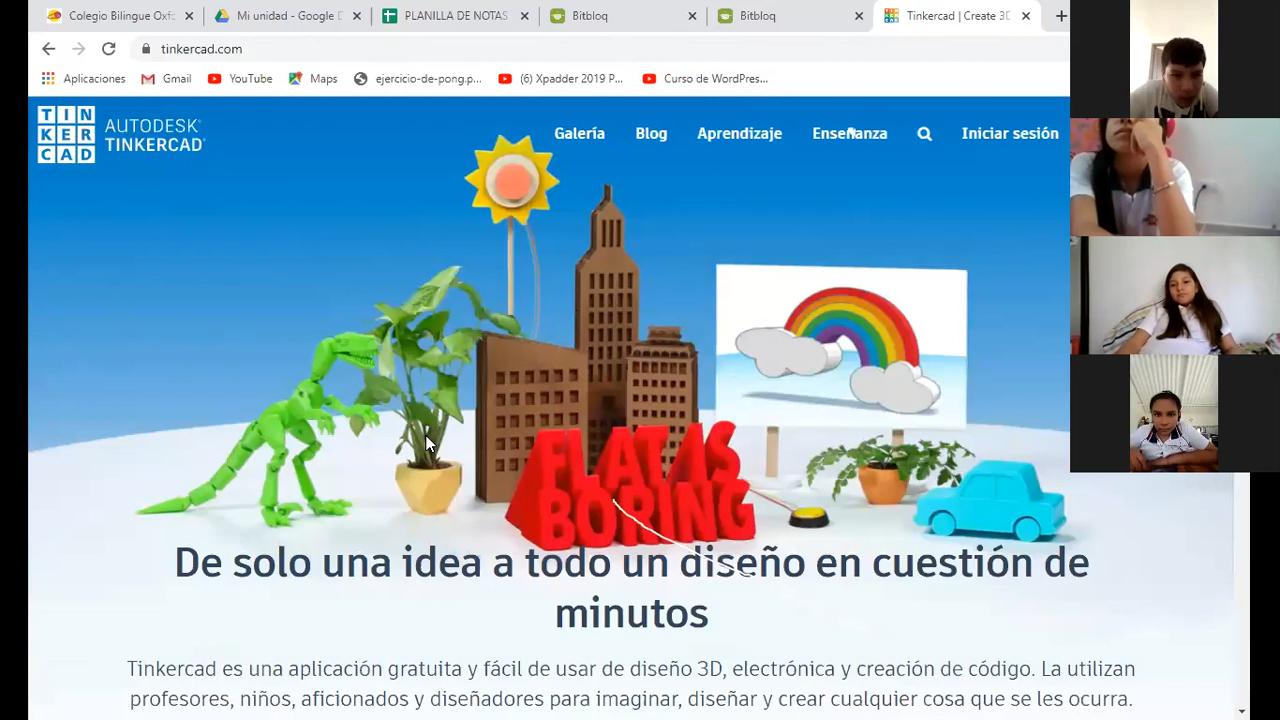 Colegio Bilingue Oxfo
Mi unidad - Google D
PLANILLA DE NOTAS
Bitbloq
Bitbloq
Tinkercad | Create 3D
tinkercad.com
Aplicaciones
Gmail
YouTube
Maps
ejercicio-de-pong.p...
(6) Xpadder 2019 P...
Curso de WordPres...
TIN
KER
CAD
AUTODESK
TINKERCAD
Galería
Blog
Aprendizaje
Enseñanza
Iniciar sesión
FLAT IS
BORING
De solo una idea a todo un diseño en cuestión de
minutos
Tinkercad es una aplicación gratuita y fácil de usar de diseño 3D, electrónica y creación de código. La utilizan
profesores, niños, aficionados y diseñadores para imaginar, diseñar y crear cualquier cosa que se les ocurra.